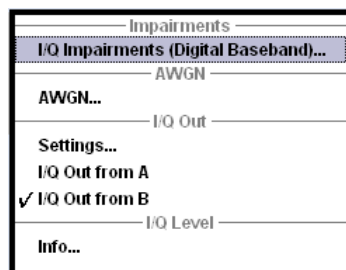 Impairments
I/Q Impairments (Digital Baseband)...
AWGN
AWGN...
I/Q Out
Settings...
I/Q Out from A
I/Q Out from B
I/Q Level
Info...